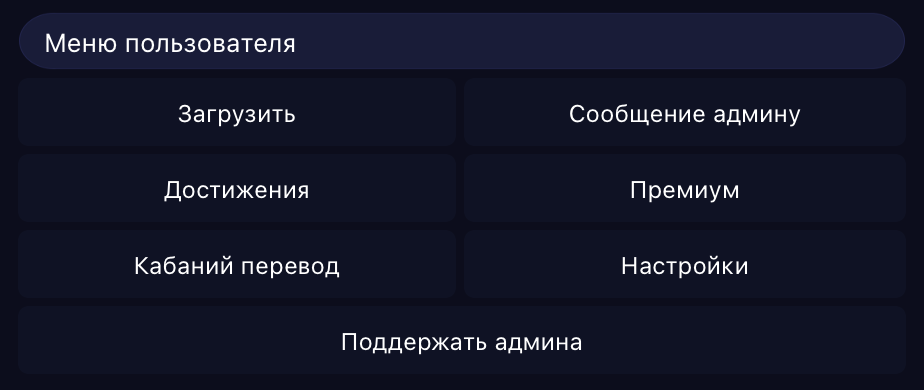 Меню пользователя
Загрузить
Сообщение админу
Достижения
Премиум
Кабаний перевод
Настройки
Поддержать админа